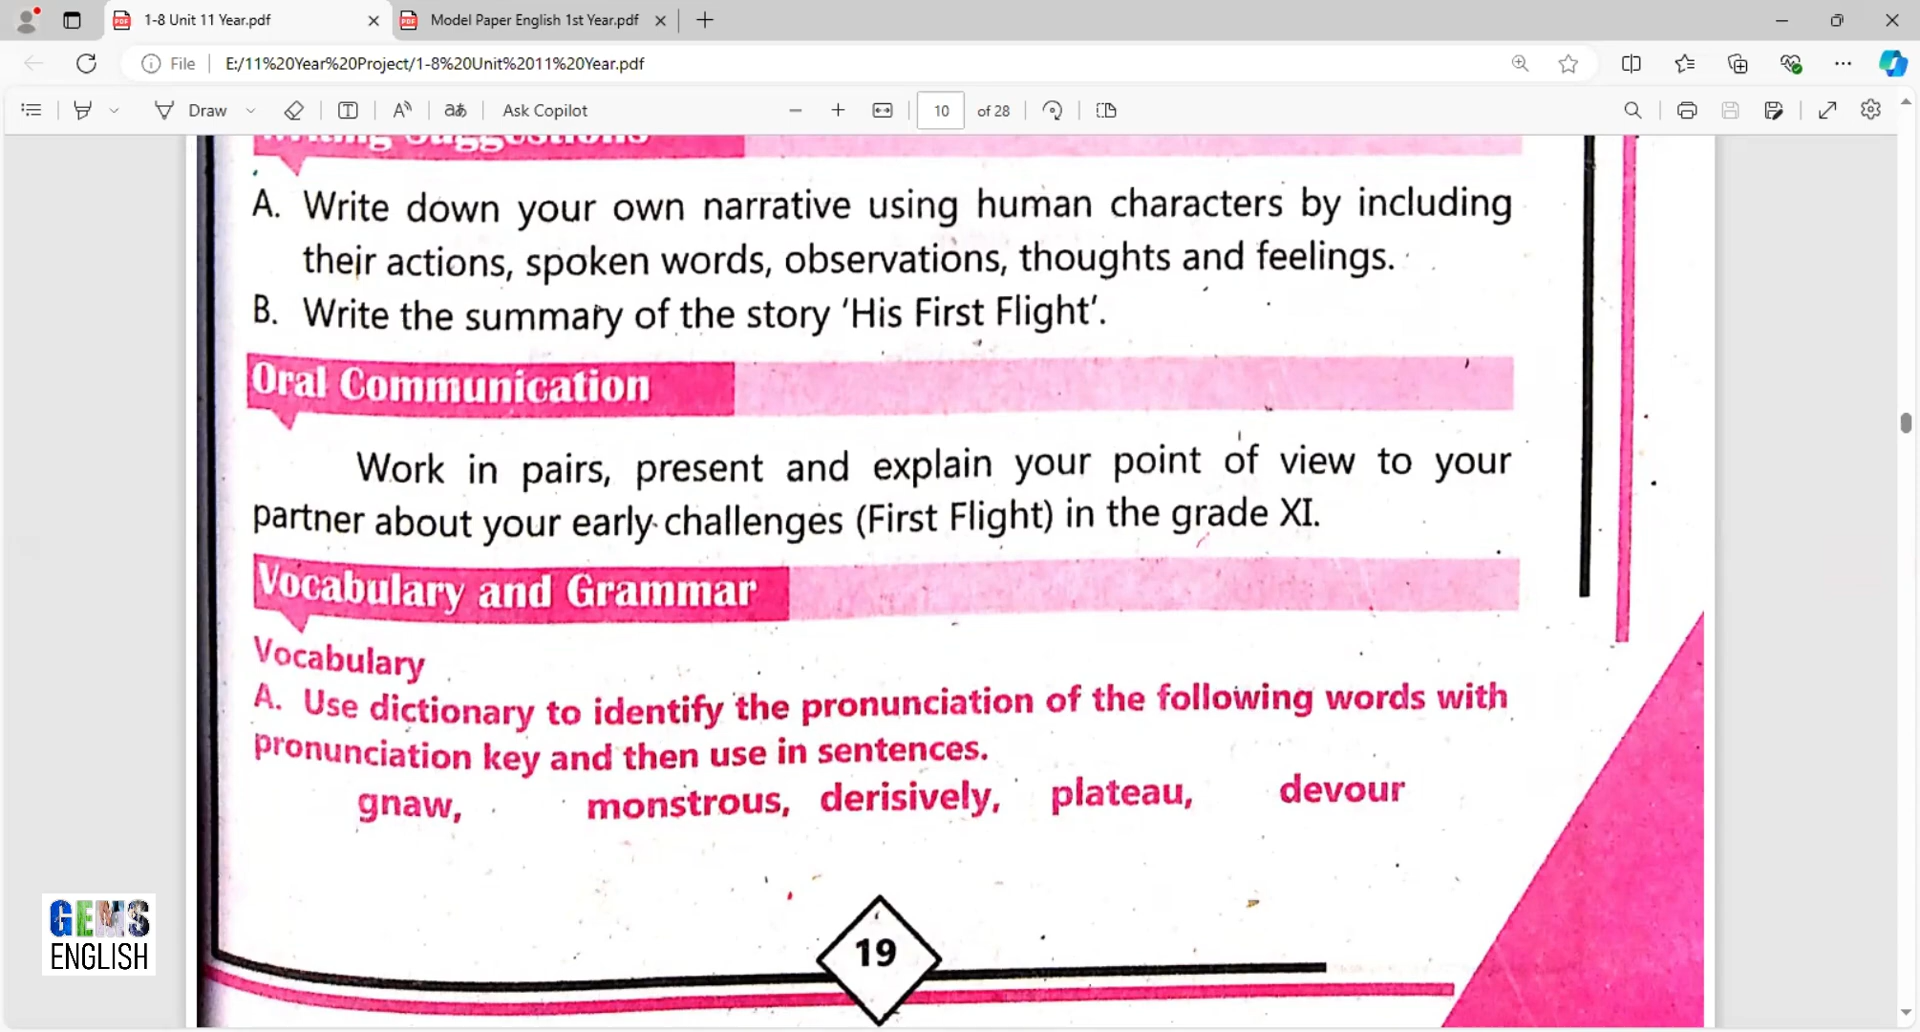 1-8 Unit 11 Year.pdf
Model Paper English 1st Year.pdf
File
E:/11%20Year%20Project/1-8%20Unit%2011%20Year.pdf
Draw
Ask Copilot
10
of 28
Writing Suggestions
A. Write down your own narrative using human characters by including
their actions, spoken words, observations, thoughts and feelings.
B. Write the summary of the story ‘His First Flight’.
Oral Communication
Work in pairs, present and explain your point of view to your
partner about your early challenges (First Flight) in the grade XI.
Vocabulary and Grammar
Vocabulary
A. Use dictionary to identify the pronunciation of the following words with
pronunciation key and then use in sentences.
gnaw, monstrous, derisively, plateau, devour
19
GEMS
ENGLISH